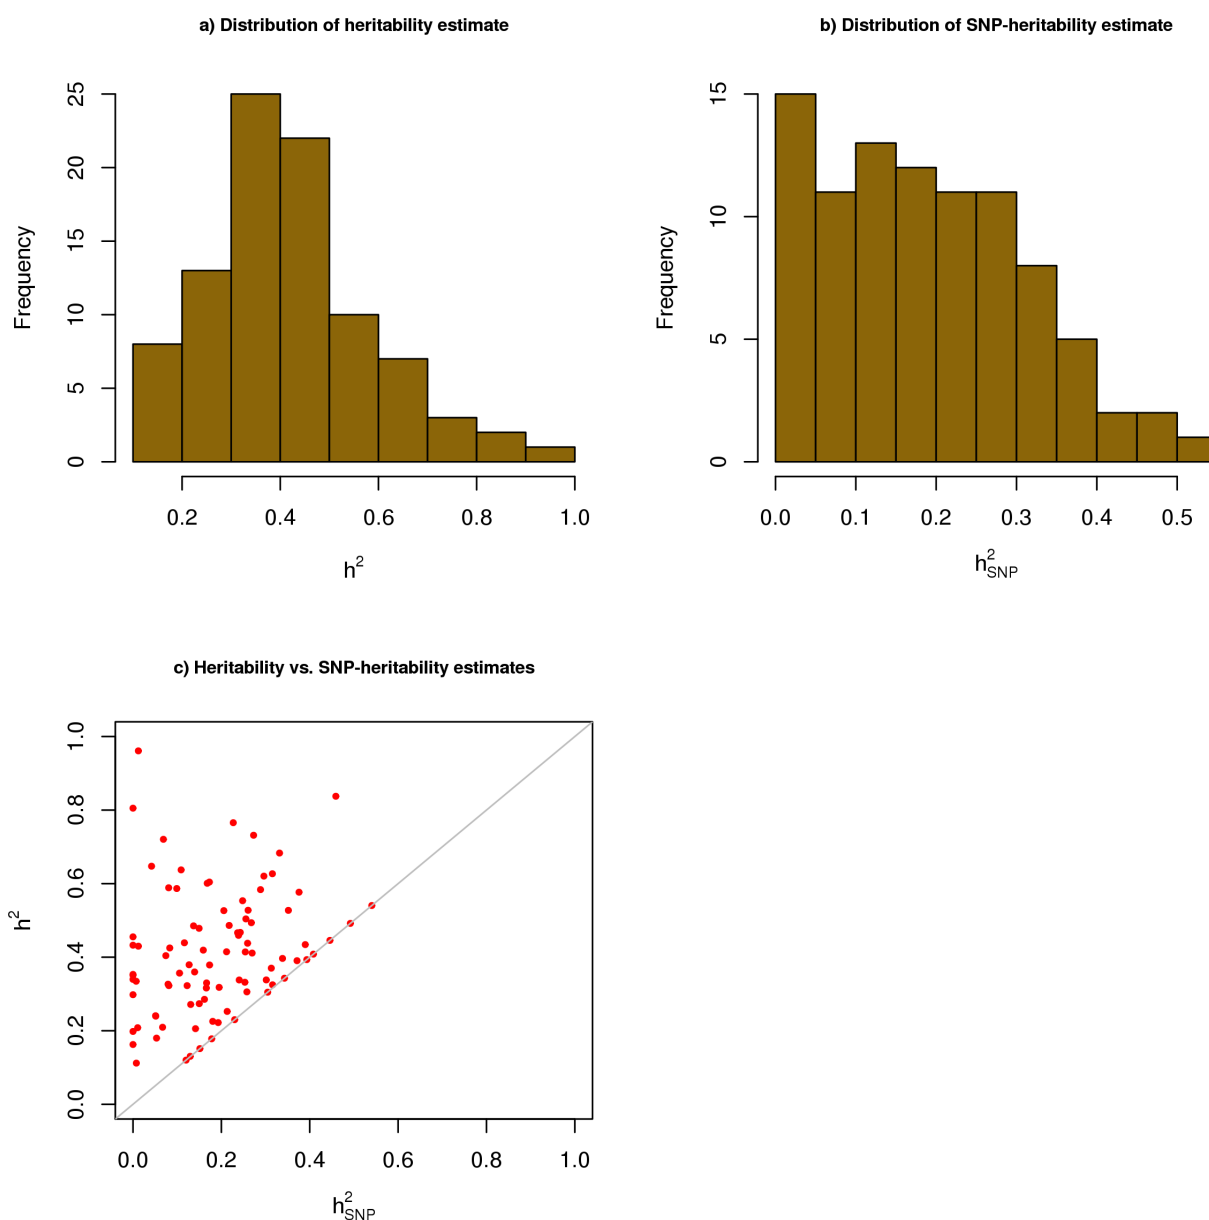 a) Distribution of heritability estimate
Frequency
0 5 10 15 20 25
0.2 0.4 0.6 0.8 1.0
h²
b) Distribution of SNP-heritability estimate
Frequency
0 5 10 15
0.0 0.1 0.2 0.3 0.4 0.5
h²SNP
c) Heritability vs. SNP-heritability estimates
h²
0.0 0.2 0.4 0.6 0.8 1.0
0.0 0.2 0.4 0.6 0.8 1.0
h²SNP